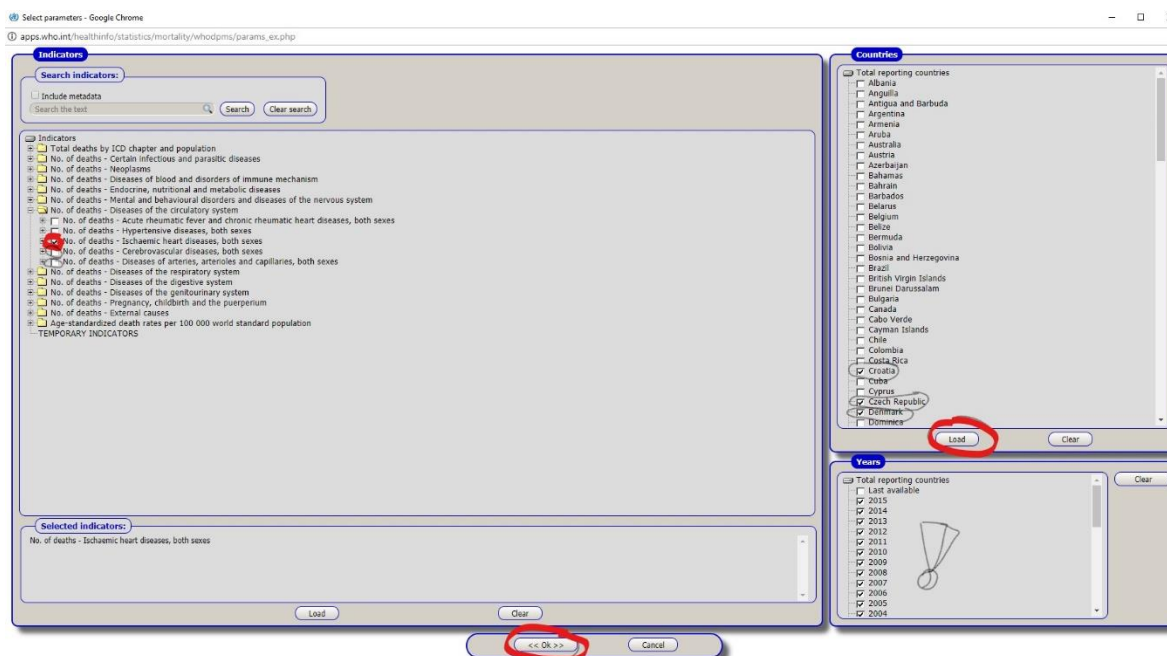 Select parameters - Google Chrome
apps.who.int/healthinfo/statistics/mortality/whodpms/params_ex.php
Indicators
Search indicators:
Include metadata
Search the text
Search
Clear search
Indicators
Total deaths by ICD chapter and population
No. of deaths - Certain infectious and parasitic diseases
No. of deaths - Neoplasms
No. of deaths - Diseases of blood and disorders of immune mechanism
No. of deaths - Endocrine, nutritional and metabolic diseases
No. of deaths - Mental and behavioural disorders and diseases of the nervous system
No. of deaths - Diseases of the circulatory system
No. of deaths - Acute rheumatic fever and chronic rheumatic heart diseases, both sexes
No. of deaths - Hypertensive diseases, both sexes
No. of deaths - Ischaemic heart diseases, both sexes
No. of deaths - Cerebrovascular diseases, both sexes
No. of deaths - Diseases of arteries, arterioles and capillaries, both sexes
No. of deaths - Diseases of the respiratory system
No. of deaths - Diseases of the digestive system
No. of deaths - Diseases of the genitourinary system
No. of deaths - Pregnancy, childbirth and the puerperium
No. of deaths - External causes
Age-standardized death rates per 100 000 world standard population
TEMPORARY INDICATORS
Selected indicators:
No. of deaths - Ischaemic heart diseases, both sexes
Load
Clear
Countries
Total reporting countries
Albania
Anguilla
Antigua and Barbuda
Argentina
Armenia
Aruba
Australia
Austria
Azerbaijan
Bahamas
Bahrain
Barbados
Belarus
Belgium
Belize
Bermuda
Bolivia
Bosnia and Herzegovina
Brazil
British Virgin Islands
Brunei Darussalam
Bulgaria
Canada
Cabo Verde
Cayman Islands
Chile
Colombia
Costa Rica
Croatia
Cuba
Cyprus
Czech Republic
Denmark
Dominica
Load
Clear
Years
Total reporting countries
Last available
2015
2014
2013
2012
2011
2010
2009
2008
2007
2006
2005
2004
Clear
<< Ok >>
Cancel